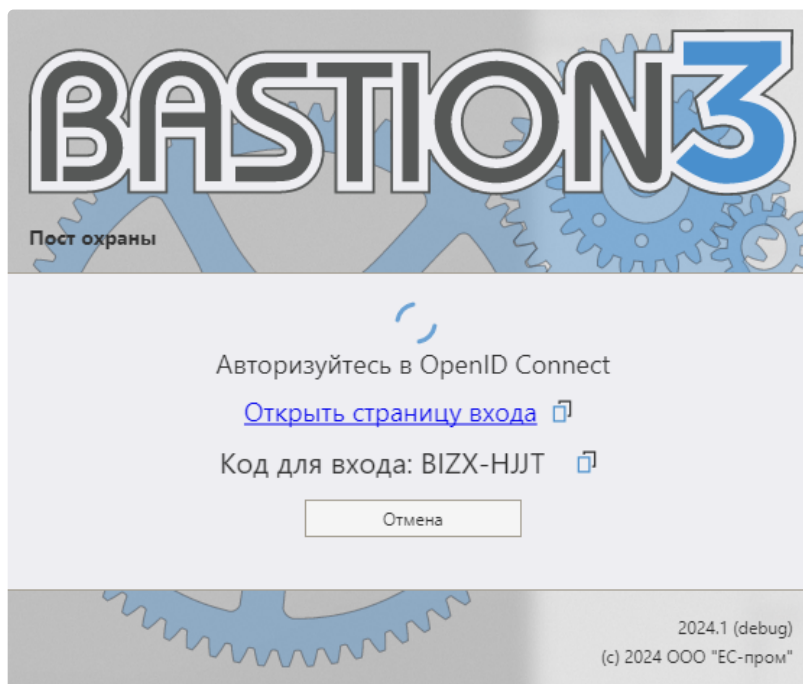 BASTION3
Пост охраны
Авторизуйтесь в OpenID Connect
Открыть страницу входа
Код для входа: BIZX-HJJT
Отмена
2024.1 (debug)
(c) 2024 ООО "ЕС-пром"